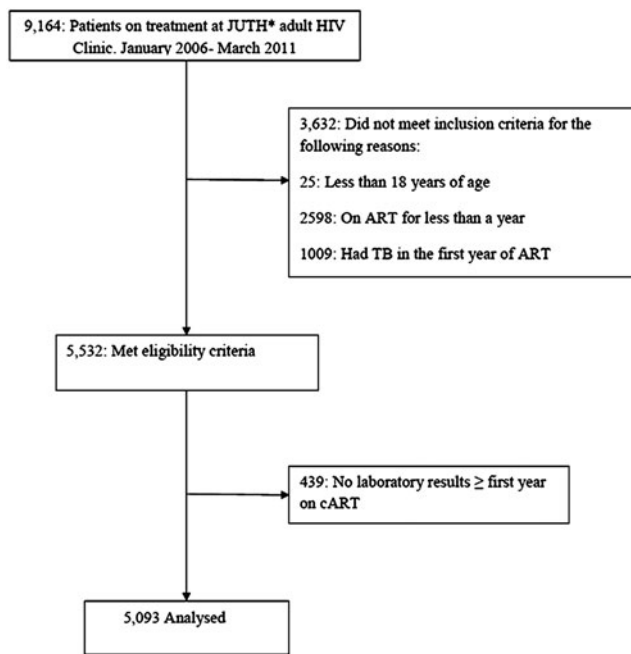 9,164: Patients on treatment at JUTH* adult HIV
Clinic. January 2006- March 2011
3,632: Did not meet inclusion criteria for the
following reasons:
25: Less than 18 years of age
2598: On ART for less than a year
1009: Had TB in the first year of ART
5,532: Met eligibility criteria
439: No laboratory results ≥ first year
on cART
5,093 Analysed